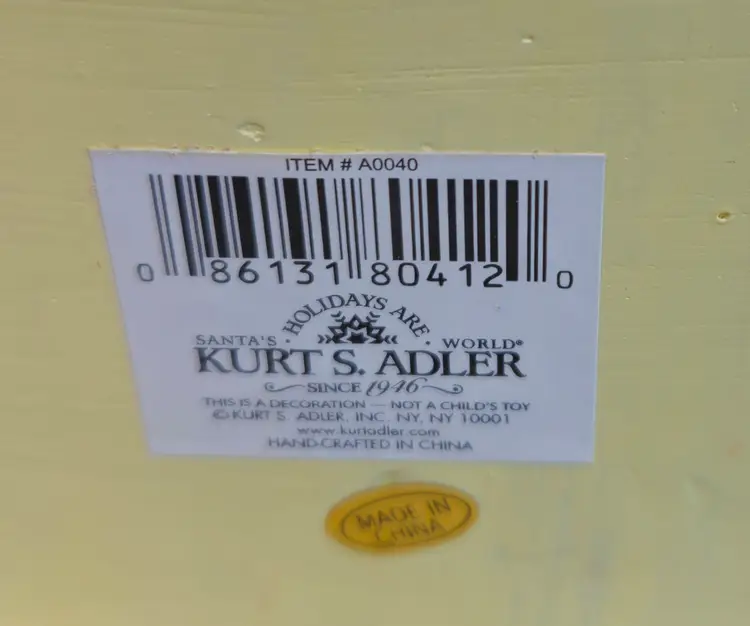 ITEM # A0040
0 86131 80412 0
HOLIDAYS ARE
SANTA'S · WORLD®
KURT S. ADLER
SINCE 1946
THIS IS A DECORATION — NOT A CHILD'S TOY
© KURT S. ADLER, INC. NY, NY 10001
www.kurtadler.com
HAND-CRAFTED IN CHINA
MADE IN
CHINA